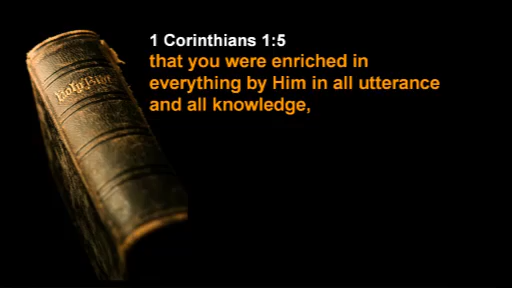 1 Corinthians 1:5
that you were enriched in
everything by Him in all utterance
and all knowledge,
Holy Bible